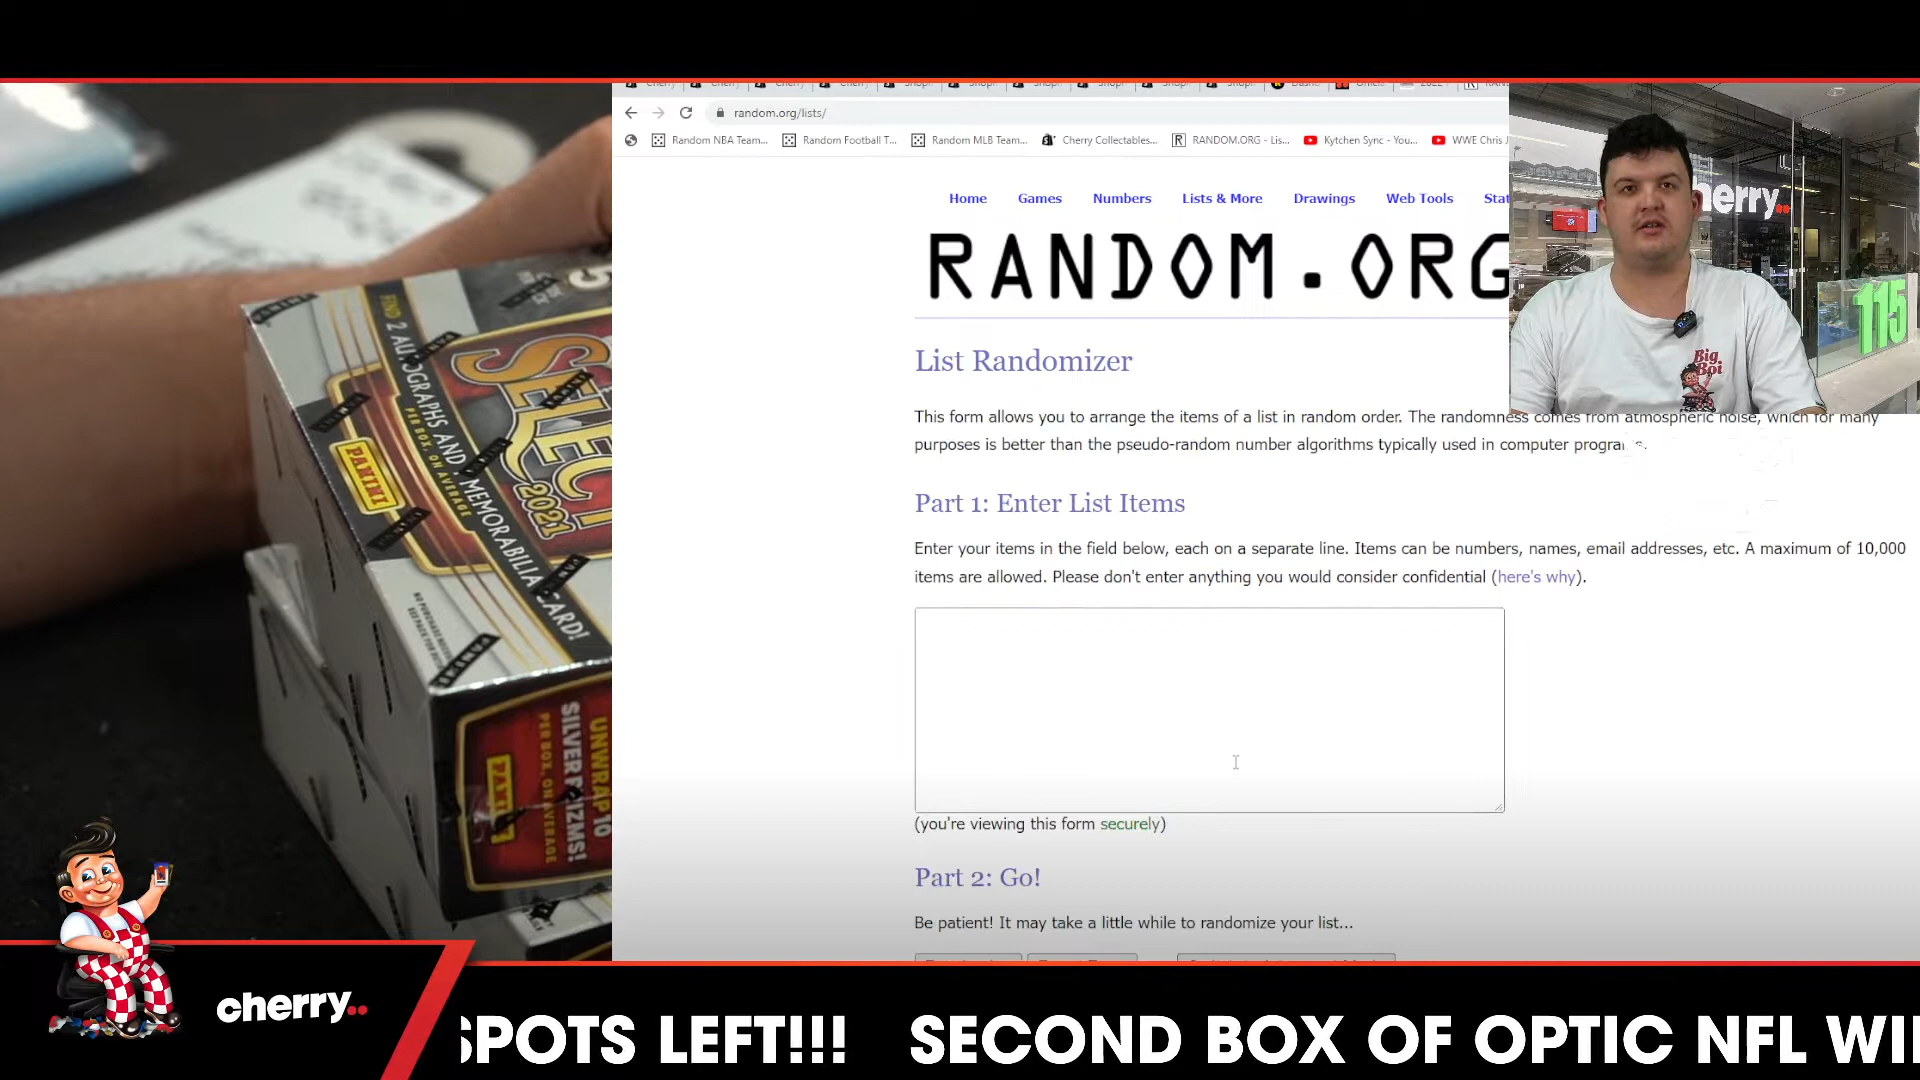 random.org/lists/
Random NBA Team...
Random Football T...
Random MLB Team...
Cherry Collectables...
RANDOM.ORG - Lis...
Kytchen Sync - You...
WWE Chris J
Home
Games
Numbers
Lists & More
Drawings
Web Tools
Stat
RANDOM.ORG
List Randomizer
This form allows you to arrange the items of a list in random order. The randomness comes from atmospheric noise, which for many
purposes is better than the pseudo-random number algorithms typically used in computer programs.
Part 1: Enter List Items
Enter your items in the field below, each on a separate line. Items can be numbers, names, email addresses, etc. A maximum of 10,000
items are allowed. Please don't enter anything you would consider confidential (here's why).
(you're viewing this form securely)
Part 2: Go!
Be patient! It may take a little while to randomize your list...
herry..
115
Big
Boi
FIND 2 AUTOGRAPHS AND MEMORABILIA CARD!
PER BOX, ON AVERAGE
SELECT
2021
PANINI
UNWRAP 10
SILVER PRIZMS!
PER BOX, ON AVERAGE
PANINI
cherry..
SPOTS LEFT!!! SECOND BOX OF OPTIC NFL WI